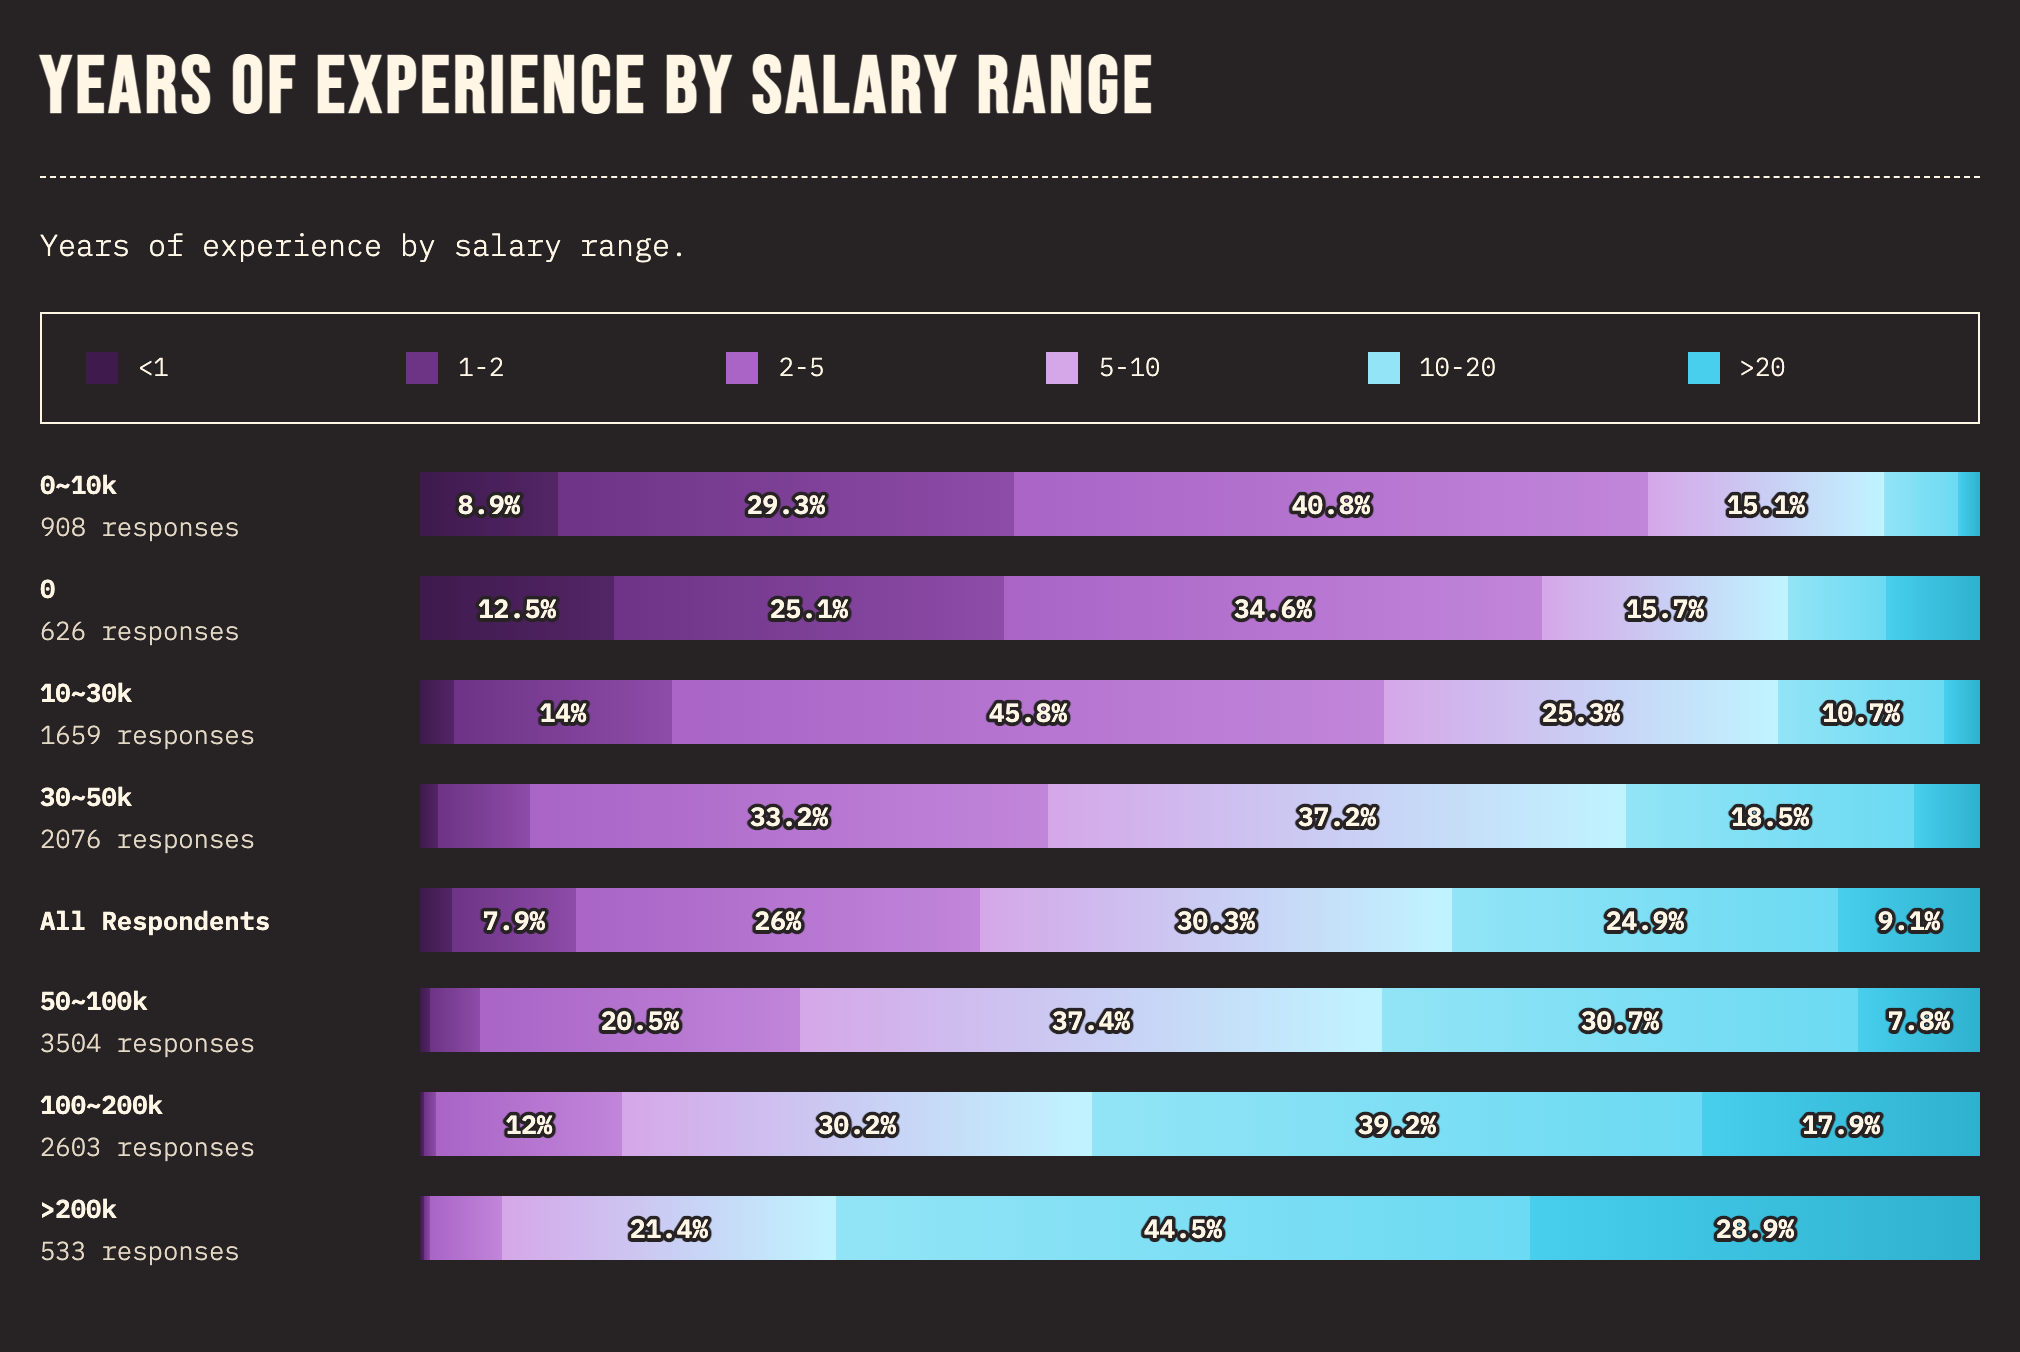 YEARS OF EXPERIENCE BY SALARY RANGE
Years of experience by salary range.
<1 1-2 2-5 5-10 10-20 >20
0~10k
908 responses
8.9% 29.3% 40.8% 15.1%
0
626 responses
12.5% 25.1% 34.6% 15.7%
10~30k
1659 responses
14% 45.8% 25.3% 10.7%
30~50k
2076 responses
33.2% 37.2% 18.5%
All Respondents
7.9% 26% 30.3% 24.9% 9.1%
50~100k
3504 responses
20.5% 37.4% 30.7% 7.8%
100~200k
2603 responses
12% 30.2% 39.2% 17.9%
>200k
533 responses
21.4% 44.5% 28.9%